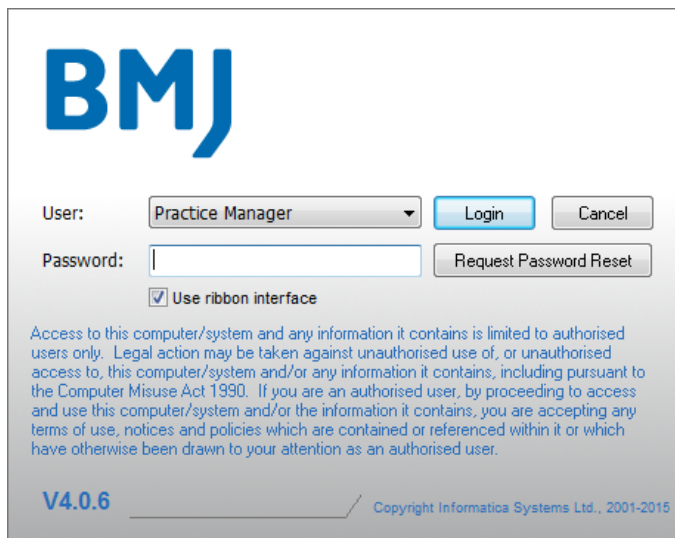 BMJ
User: Practice Manager Login Cancel
Password: Request Password Reset
Use ribbon interface
Access to this computer/system and any information it contains is limited to authorised
users only. Legal action may be taken against unauthorised use of, or unauthorised
access to, this computer/system and/or any information it contains, including pursuant to
the Computer Misuse Act 1990. If you are an authorised user, by proceeding to access
and use this computer/system and/or the information it contains, you are accepting any
terms of use, notices and policies which are contained or referenced within it or which
have otherwise been drawn to your attention as an authorised user.
V4.0.6 Copyright Informatica Systems Ltd., 2001-2015